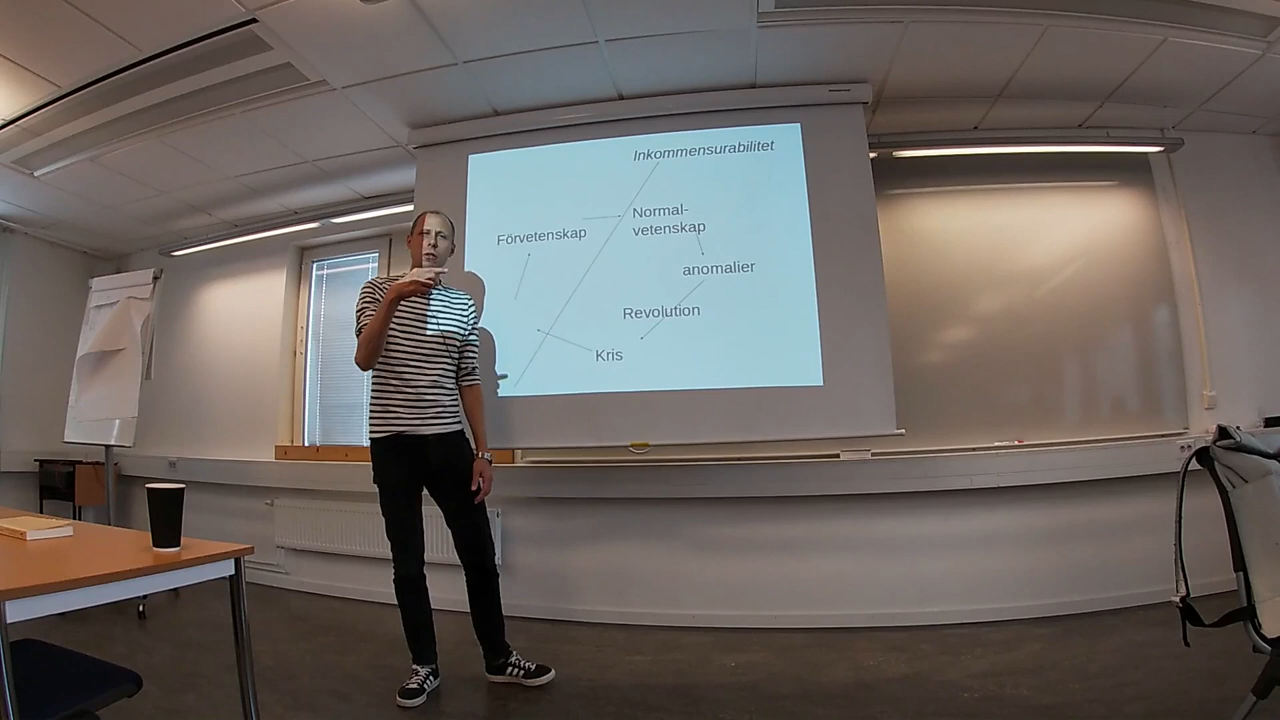 Inkommensurabilitet
Normal-
vetenskap
Förvetenskap
anomalier
Revolution
Kris